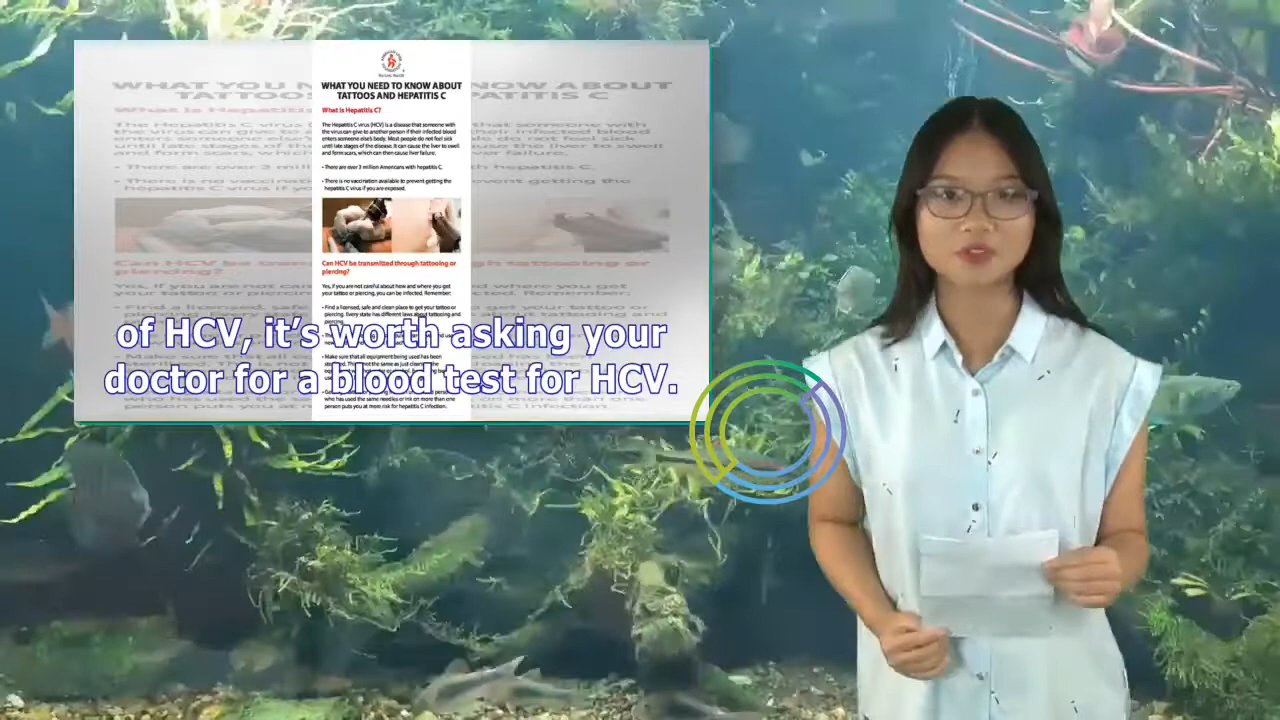 WHAT YOU NEED TO KNOW ABOUT
TATTOOS AND HEPATITIS C
What is Hepatitis C?
The Hepatitis C virus (HCV) is a disease that someone with
the virus can give to another person if their infected blood
enters someone else's body. Most people do not feel sick
until late stages of the disease. It can cause the liver to swell
and form scars, which can then cause liver failure.
• There are over 3 million Americans with hepatitis C.
• There is no vaccination available to prevent getting the
hepatitis C virus if you are exposed.
Can HCV be transmitted through tattooing or
piercing?
Yes, if you are not careful about how and where you get
your tattoo or piercing, you can be infected. Remember:
• Find a licensed, safe and clean place to get your tattoo or
piercing. Every state has different laws about tattooing and
piercing.
of HCV, it's worth asking your
• Make sure that all equipment being used has been
doctor for a blood test for HCV.
who has used the same needles or ink on more than one
person puts you at more risk for hepatitis C infection.